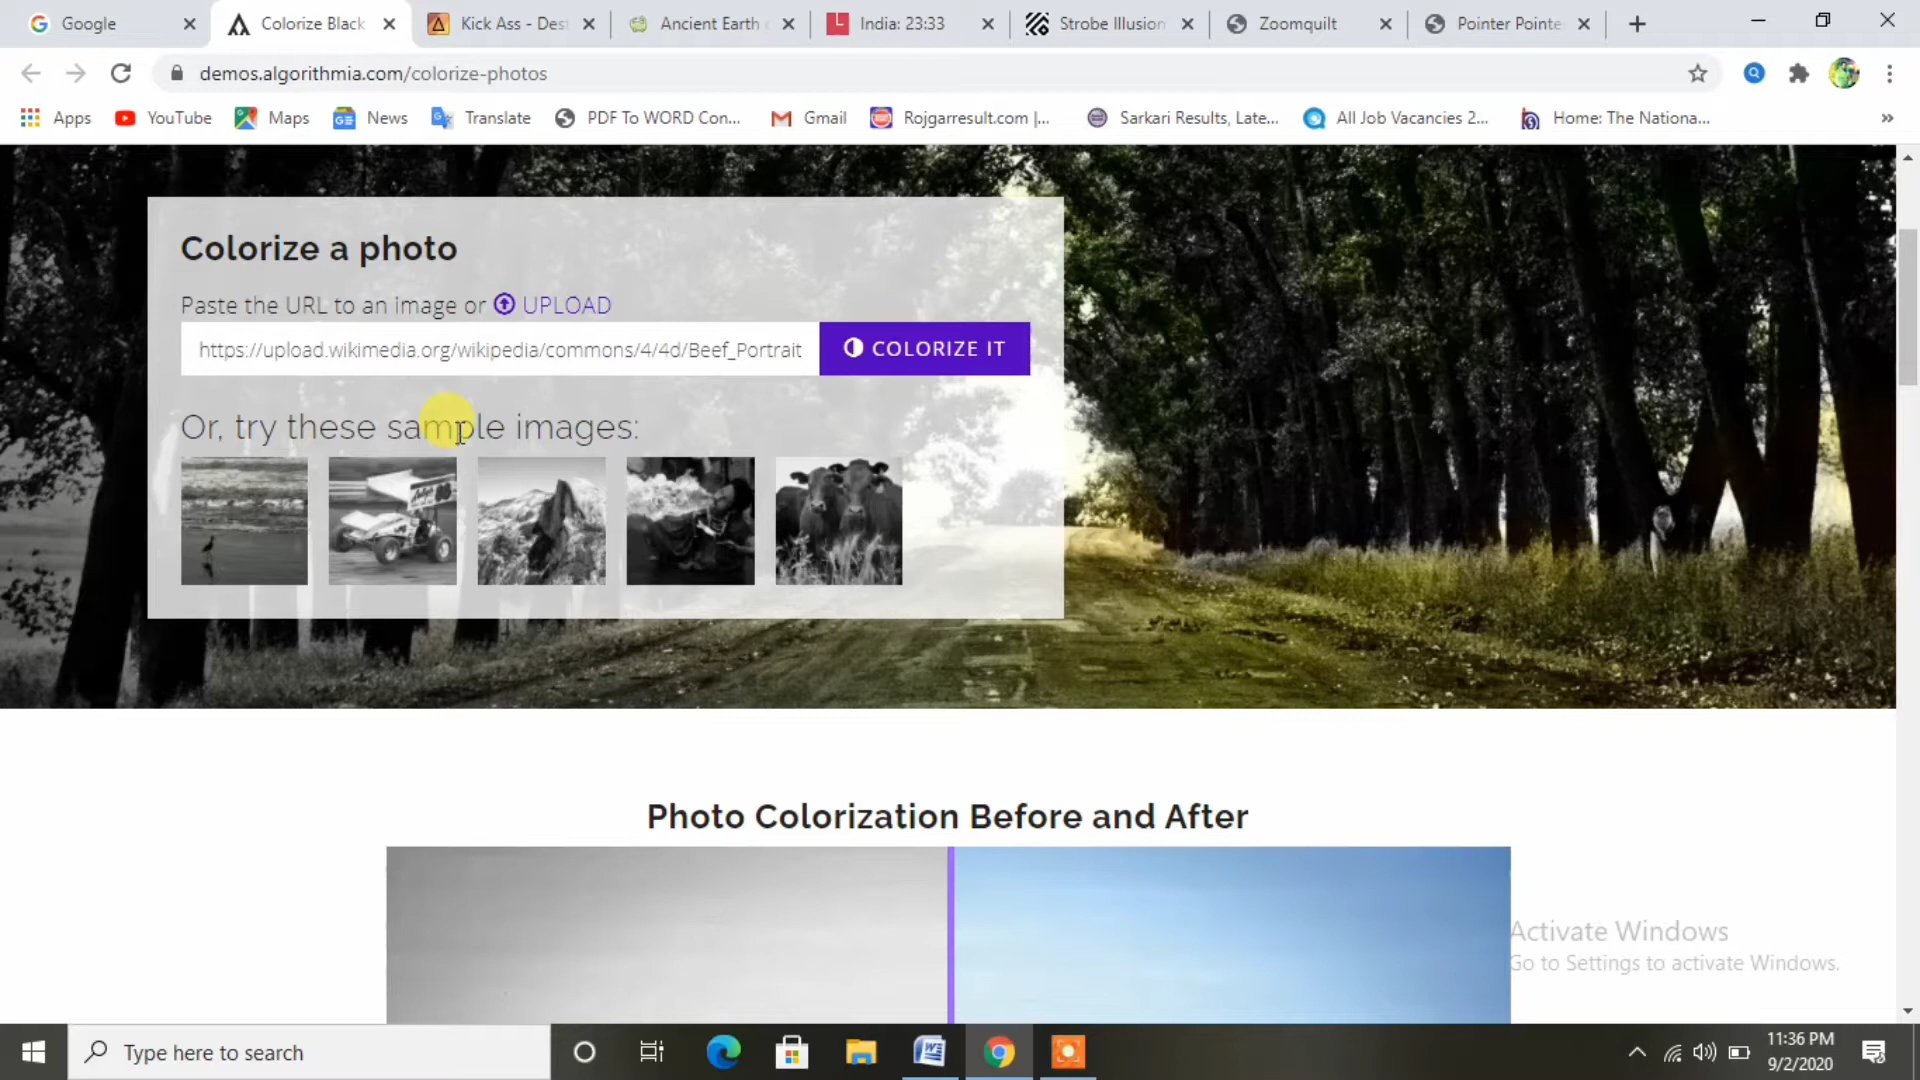 Google
Colorize Black
Kick Ass - Des
Ancient Earth
India: 23:33
Strobe Illusion
Zoomquilt
Pointer Pointe
demos.algorithmia.com/colorize-photos
Apps
YouTube
Maps
News
Translate
PDF To WORD Con...
Gmail
Rojgarresult.com |...
Sarkari Results, Late...
All Job Vacancies 2...
Home: The Nationa...
Colorize a photo
Paste the URL to an image or UPLOAD
https://upload.wikimedia.org/wikipedia/commons/4/4d/Beef_Portrait
COLORIZE IT
Or, try these sample images:
Photo Colorization Before and After
Activate Windows
Go to Settings to activate Windows.
Type here to search
11:36 PM
9/2/2020